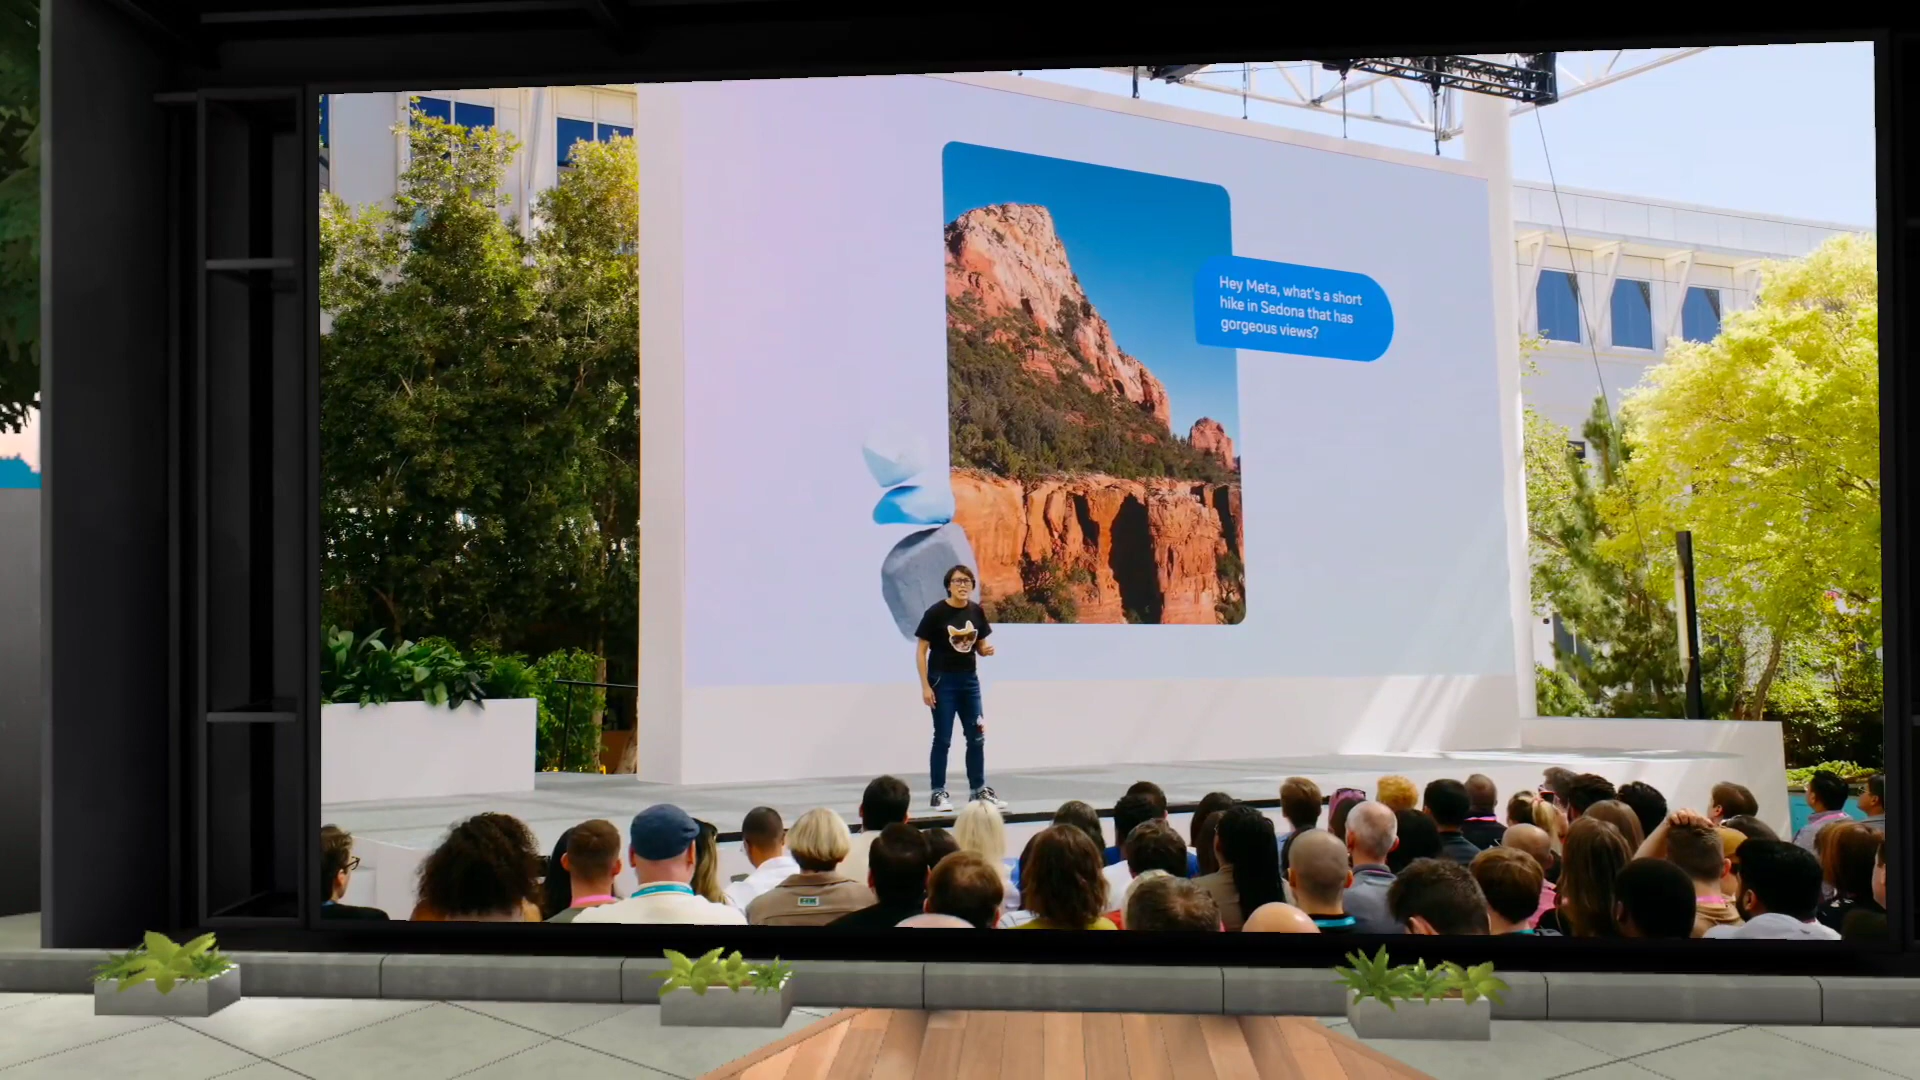 Hey Meta, what's a short
hike in Sedona that has
gorgeous views?